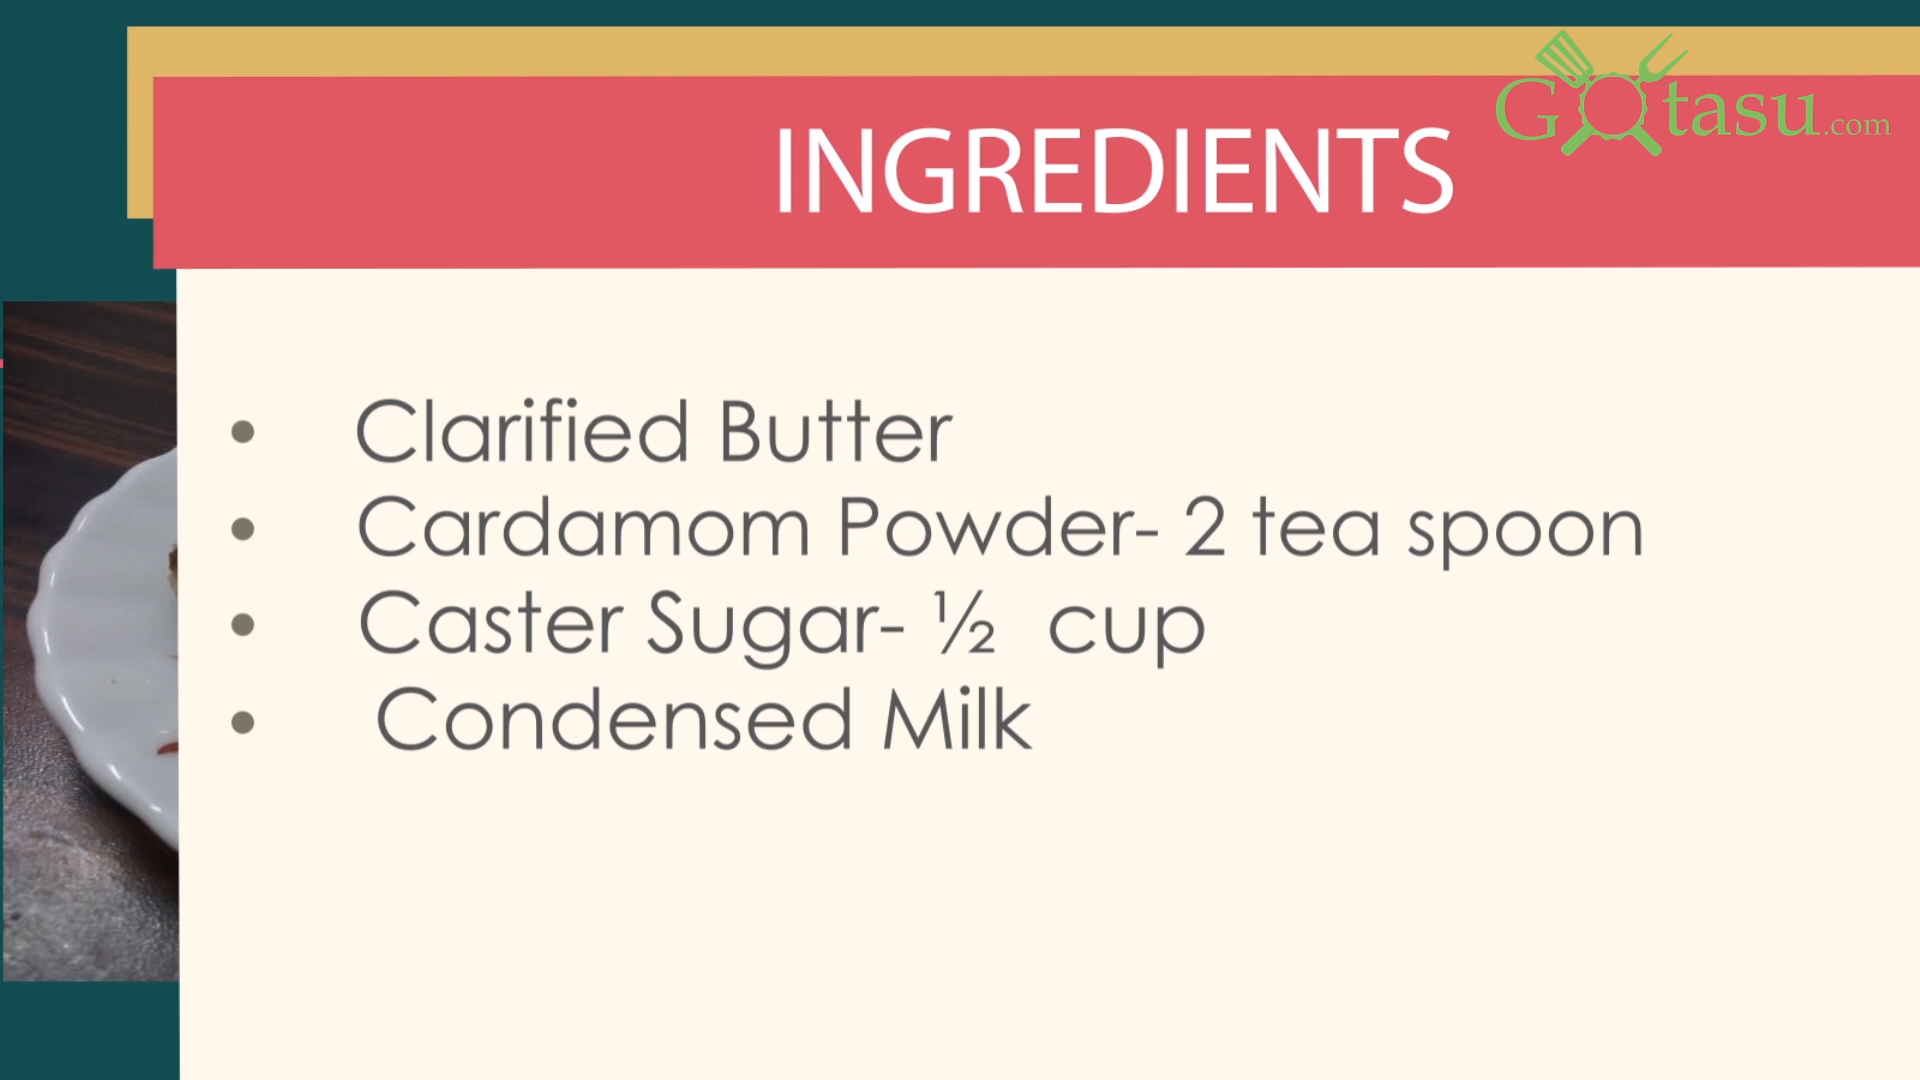 Gotasu.com
INGREDIENTS
• Clarified Butter
• Cardamom Powder- 2 tea spoon
• Caster Sugar- ½ cup
• Condensed Milk